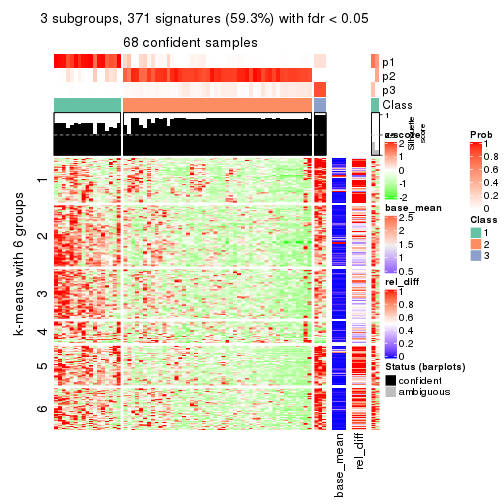 3 subgroups, 371 signatures (59.3%) with fdr < 0.05
68 confident samples
p1
p2
p3
Class
1
Silhouette
score
z-score
2
1
0
-1
-2
Prob
1
0.8
0.6
0.4
0.2
0
base_mean
2.5
2
1.5
1
0.5
Class
1
2
3
rel_diff
1
0.8
0.6
0.4
0.2
0
Status (barplots)
confident
ambiguous
k-means with 6 groups
1
2
3
4
5
6
base_mean
rel_diff